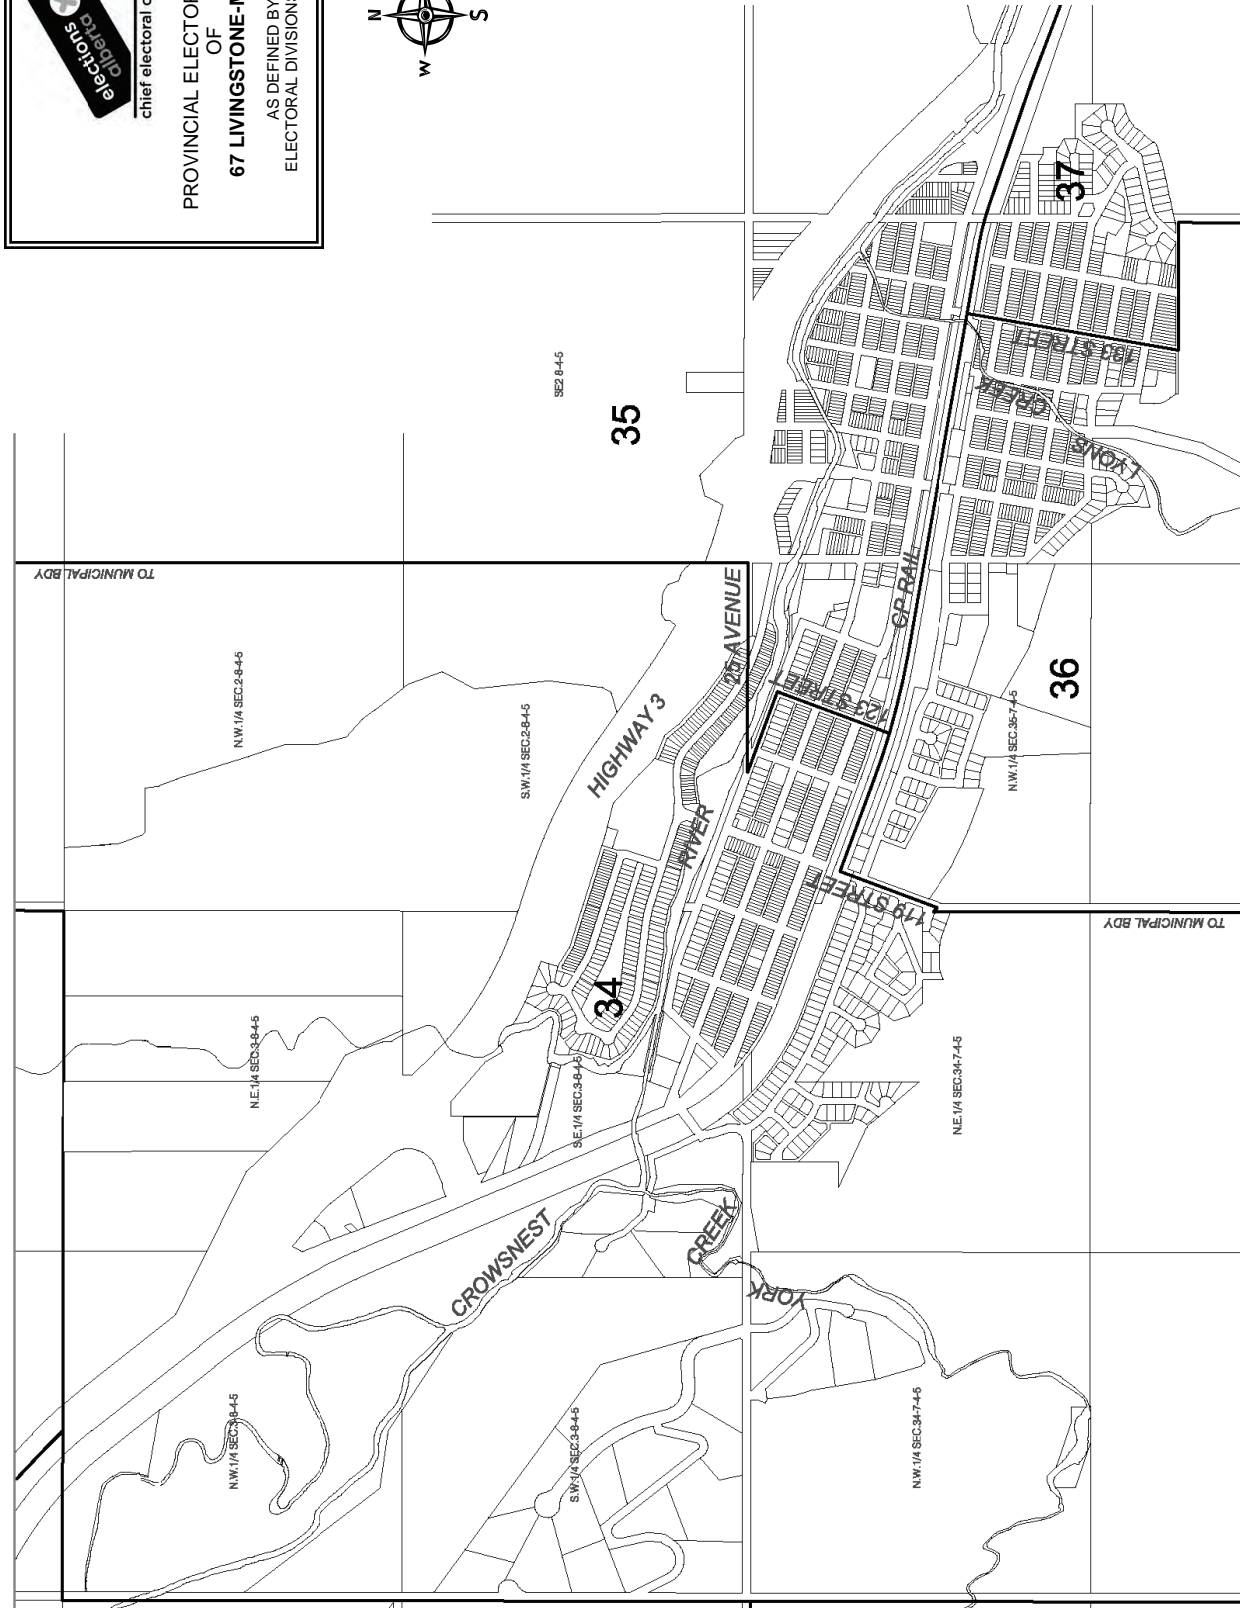 elections
alberta
chief electoral
PROVINCIAL
OF
67
AS DEFINED BY
ELECTORAL DIVISIONS
N
S
W
37
133 STREET
CREEK
LYONS
SE2 8-4-5
35
TO MUNICIPAL BDY
25 AVENUE
CP RAIL
123 STREET
36
N.W.1/4 SEC.35-7-4-5
N.W.1/4 SEC.2-8-4-5
S.W.1/4 SEC.2-8-4-5
HIGHWAY 3
RIVER
119 STREET
TO MUNICIPAL BDY
34
N.E.1/4 SEC.3-8-4-5
S.E.1/4 SEC.3-8-4-5
N.E.1/4 SEC.34-7-4-5
CROWSNEST
CREEK
YORK
N.W.1/4 SEC.3-8-4-5
S.W.1/4 SEC.3-8-4-5
N.W.1/4 SEC.34-7-4-5